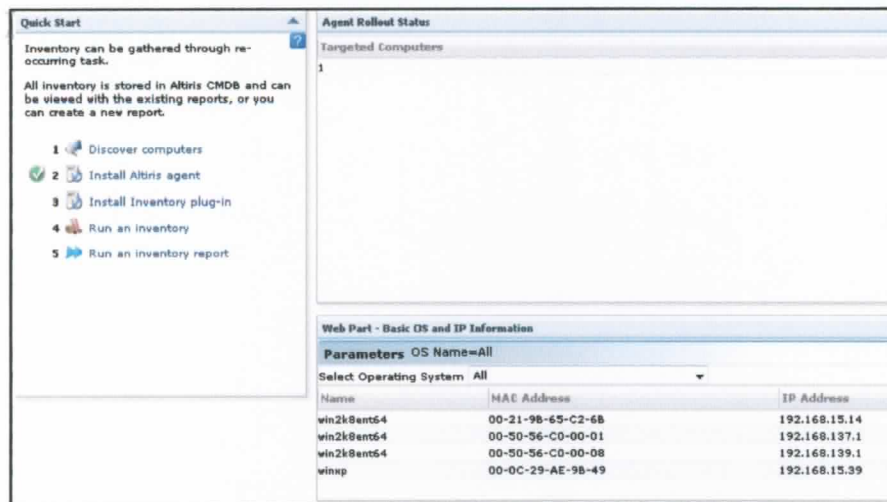 Quick Start
Inventory can be gathered through re-
occurring task.
All inventory is stored in Altiris CMDB and can
be viewed with the existing reports, or you
can create a new report.
1 Discover computers
2 Install Altiris agent
3 Install Inventory plug-in
4 Run an inventory
5 Run an inventory report
?
Agent Rollout Status
Targeted Computers
1
Web Part - Basic OS and IP Information
Parameters OS Name=All
Select Operating System All
Name MAC Address IP Address
win2k8ent64 00-21-9B-65-C2-6B 192.168.15.14
win2k8ent64 00-50-56-C0-00-01 192.168.137.1
win2k8ent64 00-50-56-C0-00-08 192.168.139.1
winxp 00-0C-29-AE-9B-49 192.168.15.39